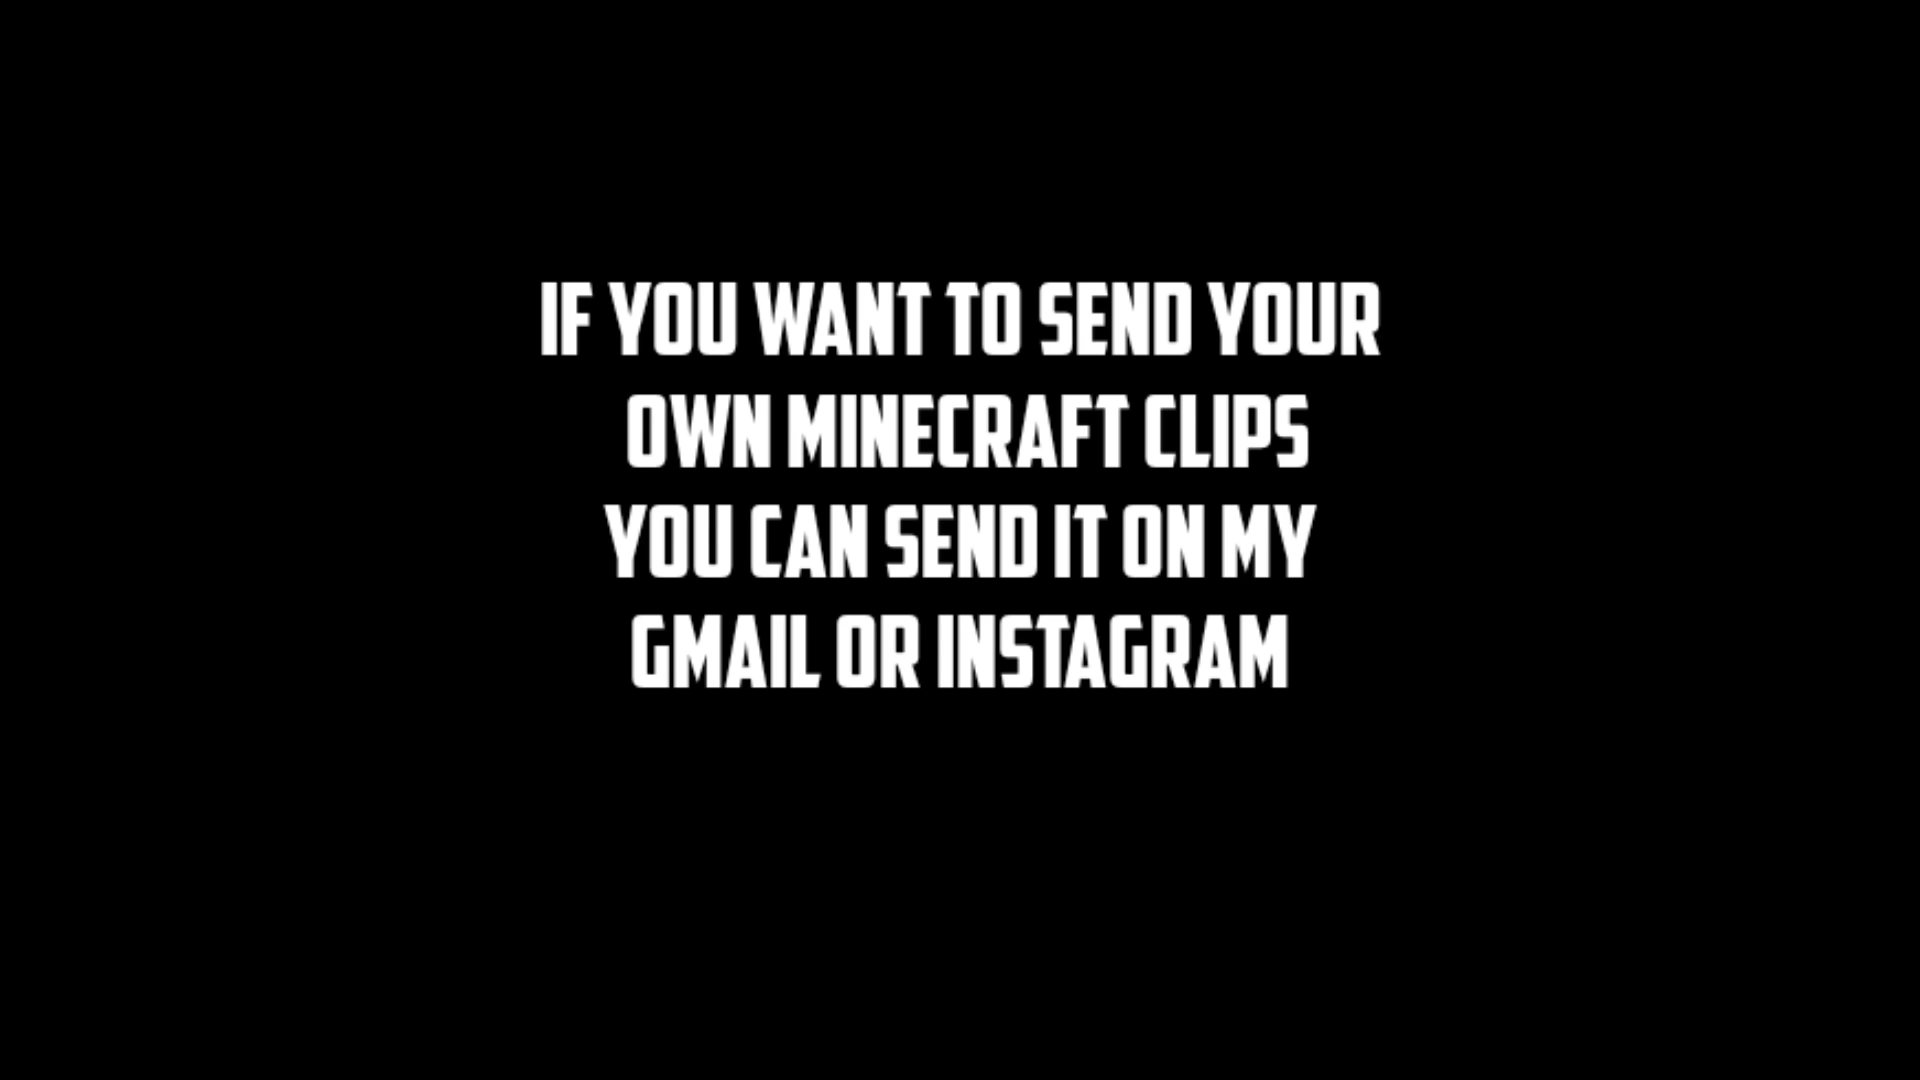 IF YOU WANT TO SEND YOUR
OWN MINECRAFT CLIPS
YOU CAN SEND IT ON MY
GMAIL OR INSTAGRAM